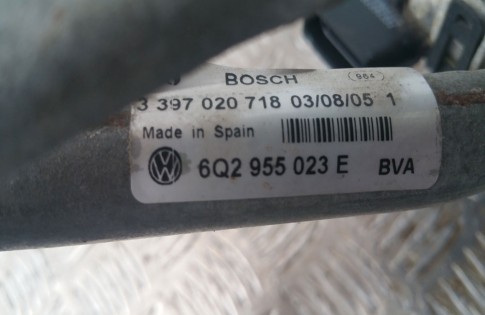 BOSCH (954)
3 397 020 718 03/08/05 1
Made in Spain
6Q2 955 023 E BVA